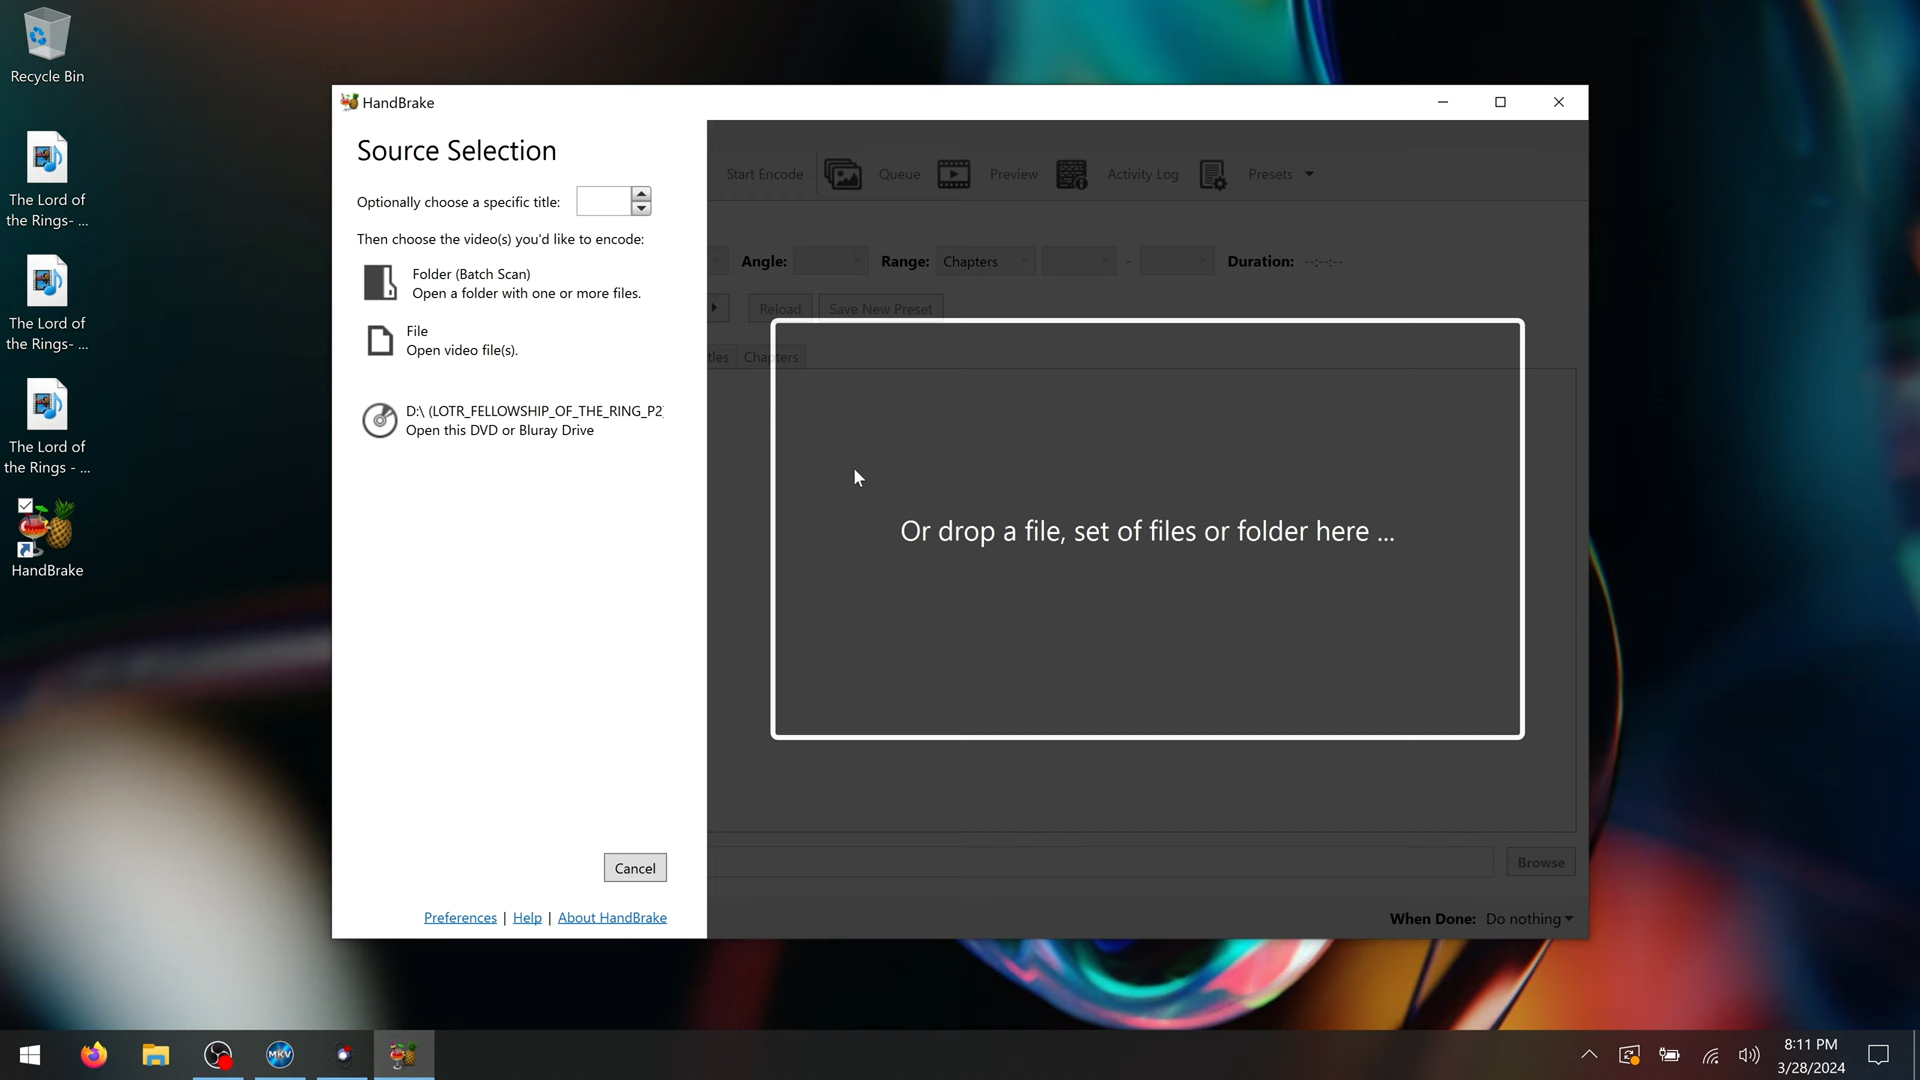 Recycle Bin
The Lord of
the Rings- ...
The Lord of
the Rings- ...
The Lord of
the Rings - ...
HandBrake
HandBrake
Source Selection
Optionally choose a specific title:
Then choose the video(s) you'd like to encode:
Folder (Batch Scan)
Open a folder with one or more files.
File
Open video file(s).
D:\ (LOTR_FELLOWSHIP_OF_THE_RING_P2)
Open this DVD or Bluray Drive
Cancel
Preferences | Help | About HandBrake
Start Encode Queue Preview Activity Log Presets
Angle: Range: Chapters - Duration: --:--:--
Reload Save New Preset
tles Chapters
Or drop a file, set of files or folder here ...
Browse
When Done: Do nothing
MKV
8:11 PM
3/28/2024